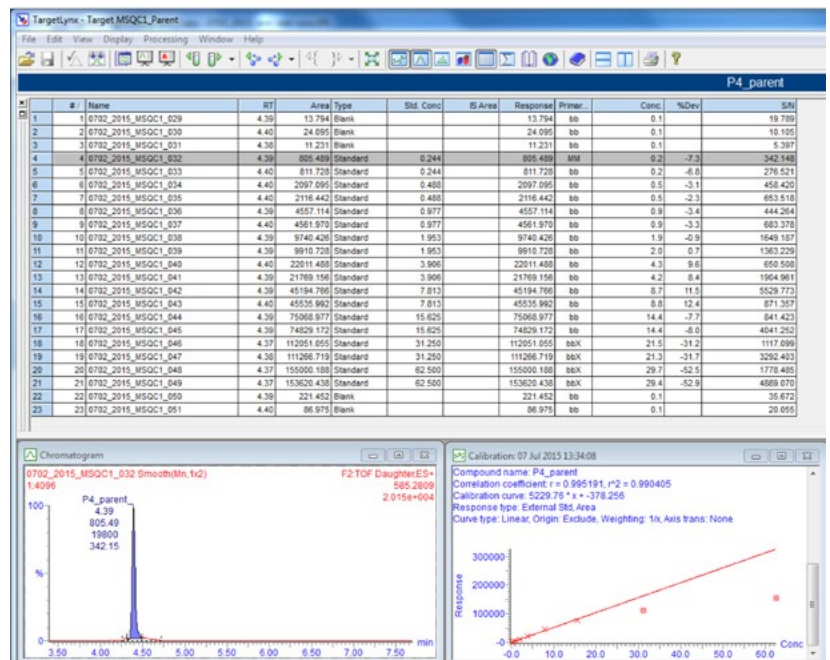 TargetLynx - Target MSQC1_Parent
File Edit View Display Processing Window Help
P4_parent
# / Name RT Area Type Std. Conc IS Area Response Primar... Conc. %Dev S/N
1 1 0702_2015_MSQC1_029 4.39 13.794 Blank 13.794 bb 0.1 19.789
2 2 0702_2015_MSQC1_030 4.40 24.095 Blank 24.095 bb 0.1 10.105
3 3 0702_2015_MSQC1_031 4.38 11.231 Blank 11.231 bb 0.1 5.397
4 4 0702_2015_MSQC1_032 4.39 805.489 Standard 0.244 805.489 MM 0.2 -7.3 342.148
5 5 0702_2015_MSQC1_033 4.40 811.728 Standard 0.244 811.728 bb 0.2 -6.8 276.521
6 6 0702_2015_MSQC1_034 4.40 2097.095 Standard 0.488 2097.095 bb 0.5 -3.1 458.420
7 7 0702_2015_MSQC1_035 4.40 2116.442 Standard 0.488 2116.442 bb 0.5 -2.3 653.518
8 8 0702_2015_MSQC1_036 4.39 4557.114 Standard 0.977 4557.114 bb 0.9 -3.4 444.264
9 9 0702_2015_MSQC1_037 4.40 4561.970 Standard 0.977 4561.970 bb 0.9 -3.3 683.378
10 10 0702_2015_MSQC1_038 4.39 9740.426 Standard 1.953 9740.426 bb 1.9 -0.9 1649.187
11 11 0702_2015_MSQC1_039 4.39 9910.728 Standard 1.953 9910.728 bb 2.0 0.7 1363.229
12 12 0702_2015_MSQC1_040 4.40 22011.488 Standard 3.906 22011.488 bb 4.3 9.6 650.508
13 13 0702_2015_MSQC1_041 4.39 21769.156 Standard 3.906 21769.156 bb 4.2 8.4 1904.961
14 14 0702_2015_MSQC1_042 4.39 45194.766 Standard 7.813 45194.766 bb 8.7 11.5 5529.773
15 15 0702_2015_MSQC1_043 4.40 45535.992 Standard 7.813 45535.992 bb 8.8 12.4 871.357
16 16 0702_2015_MSQC1_044 4.39 75068.977 Standard 15.625 75068.977 bb 14.4 -7.7 841.423
17 17 0702_2015_MSQC1_045 4.39 74829.172 Standard 15.625 74829.172 bb 14.4 -8.0 4041.252
18 18 0702_2015_MSQC1_046 4.37 112051.055 Standard 31.250 112051.055 bbX 21.5 -31.2 1117.099
19 19 0702_2015_MSQC1_047 4.38 111266.719 Standard 31.250 111266.719 bbX 21.3 -31.7 3292.403
20 20 0702_2015_MSQC1_048 4.37 155000.188 Standard 62.500 155000.188 bbX 29.7 -52.5 1778.485
21 21 0702_2015_MSQC1_049 4.37 153620.438 Standard 62.500 153620.438 bbX 29.4 -52.9 4889.070
22 22 0702_2015_MSQC1_050 4.39 221.452 Blank 221.452 bb 0.1 35.672
23 23 0702_2015_MSQC1_051 4.40 86.975 Blank 86.975 bb 0.1 20.055
Chromatogram
0702_2015_MSQC1_032 Smooth(Mn,1x2) F2:TOF Daughter,ES+
1:4096 585.2809
2.015e+004
100
P4_parent
4.39
805.49
19800
342.15
%
0
min
3.50 4.00 4.50 5.00 5.50 6.00 6.50 7.00 7.50
Calibration: 07 Jul 2015 13:34:08
Compound name: P4_parent
Correlation coefficient: r = 0.995191, r^2 = 0.990405
Calibration curve: 5229.76 * x + -378.256
Response type: External Std, Area
Curve type: Linear, Origin: Exclude, Weighting: 1/x, Axis trans: None
Response
300000
200000
100000
-0
Conc
-0.0 10.0 20.0 30.0 40.0 50.0 60.0